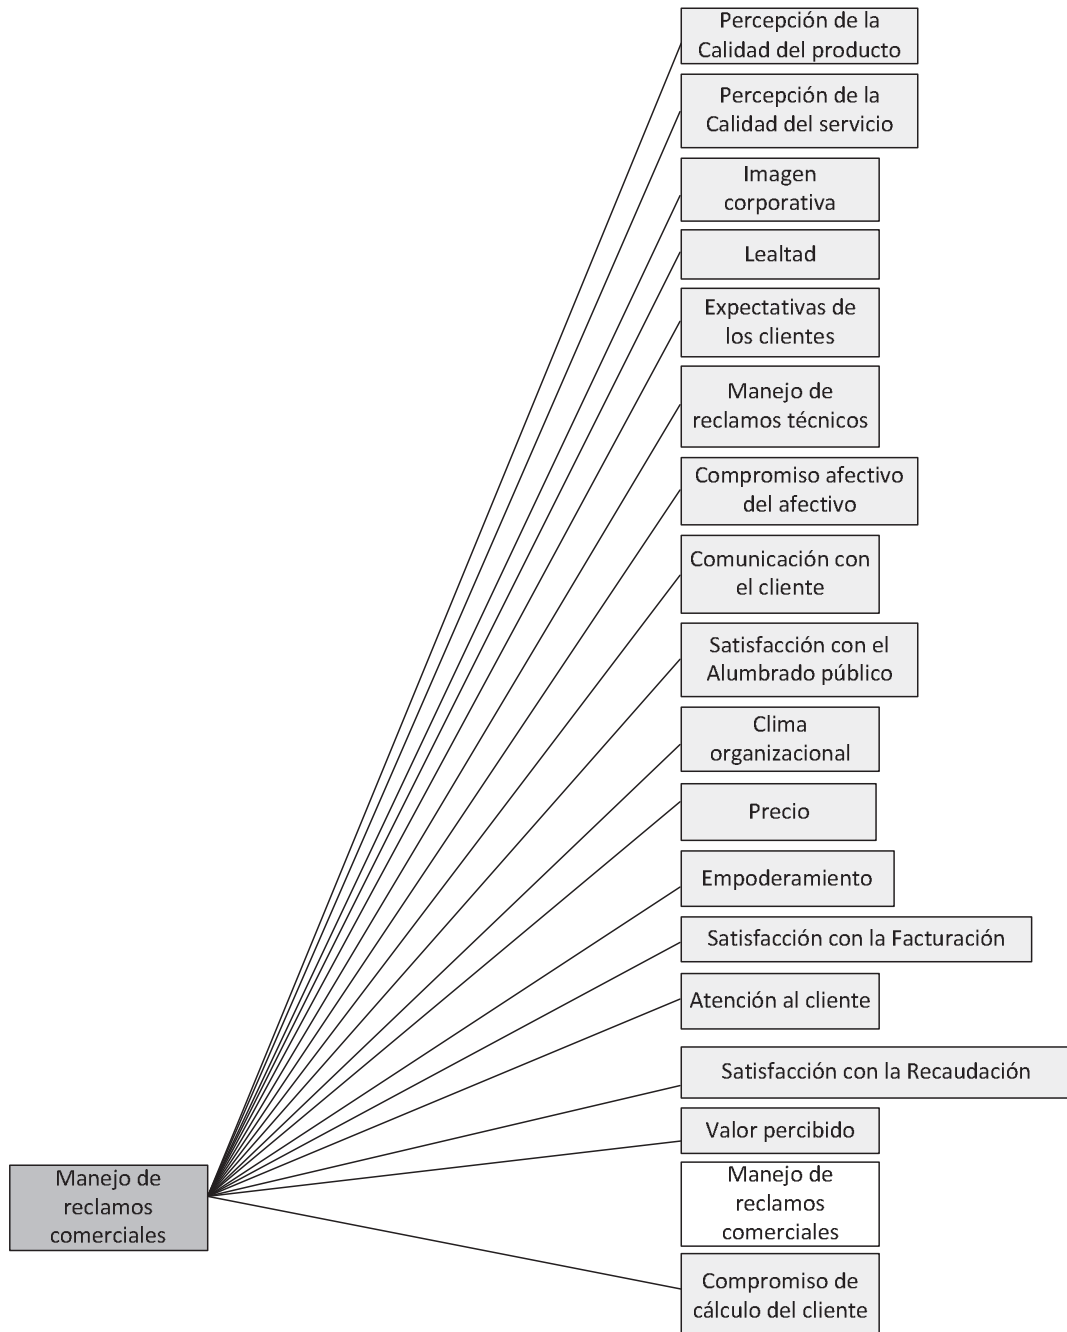 Percepción de la
Calidad del producto
Percepción de la
Calidad del servicio
Imagen
corporativa
Lealtad
Expectativas de
los clientes
Manejo de
reclamos técnicos
Compromiso afectivo
del afectivo
Comunicación con
el cliente
Satisfacción con el
Alumbrado público
Clima
organizacional
Precio
Empoderamiento
Satisfacción con la Facturación
Atención al cliente
Satisfacción con la Recaudación
Valor percibido
Manejo de
reclamos
comerciales
Manejo de
reclamos
comerciales
Compromiso de
cálculo del cliente